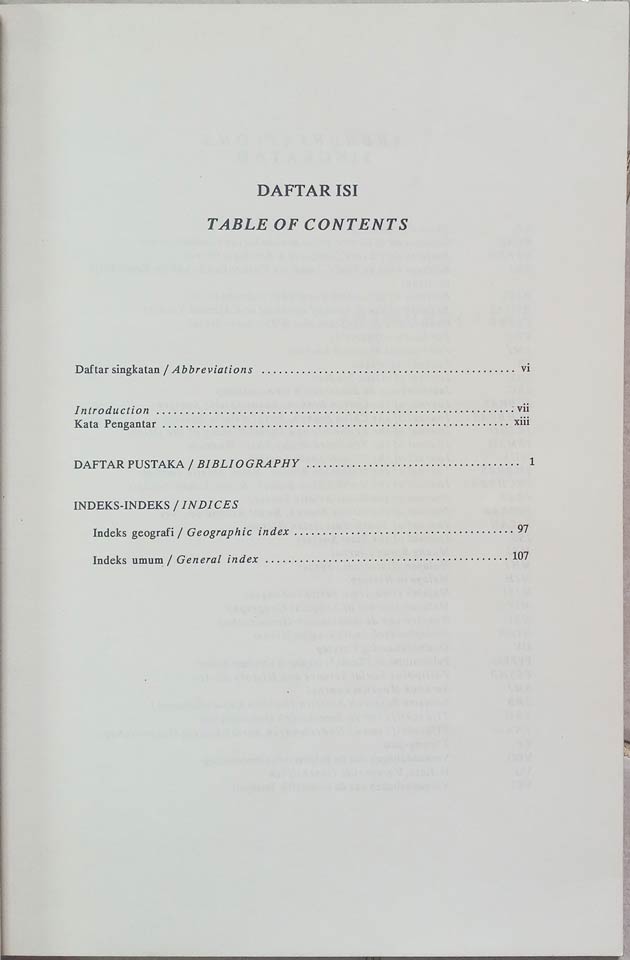 DAFTAR ISI
TABLE OF CONTENTS
Daftar singkatan / Abbreviations ............................................ vi
Introduction .............................................................. vii
Kata Pengantar ............................................................ xiii
DAFTAR PUSTAKA / BIBLIOGRAPHY ..................................... 1
INDEKS-INDEKS / INDICES
Indeks geografi / Geographic index ...................................... 97
Indeks umum / General index .......................................... 107